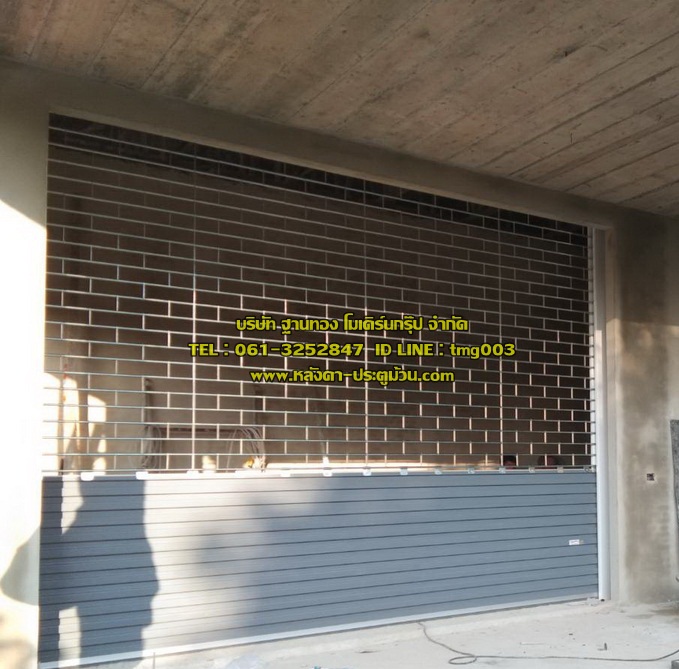 บริษัท ฐานทอง โมเดิร์นกรุ๊ป จำกัด
TEL : 061-3252847 ID LINE : tmg003
www.หลังคา-ประตูม้วน.com